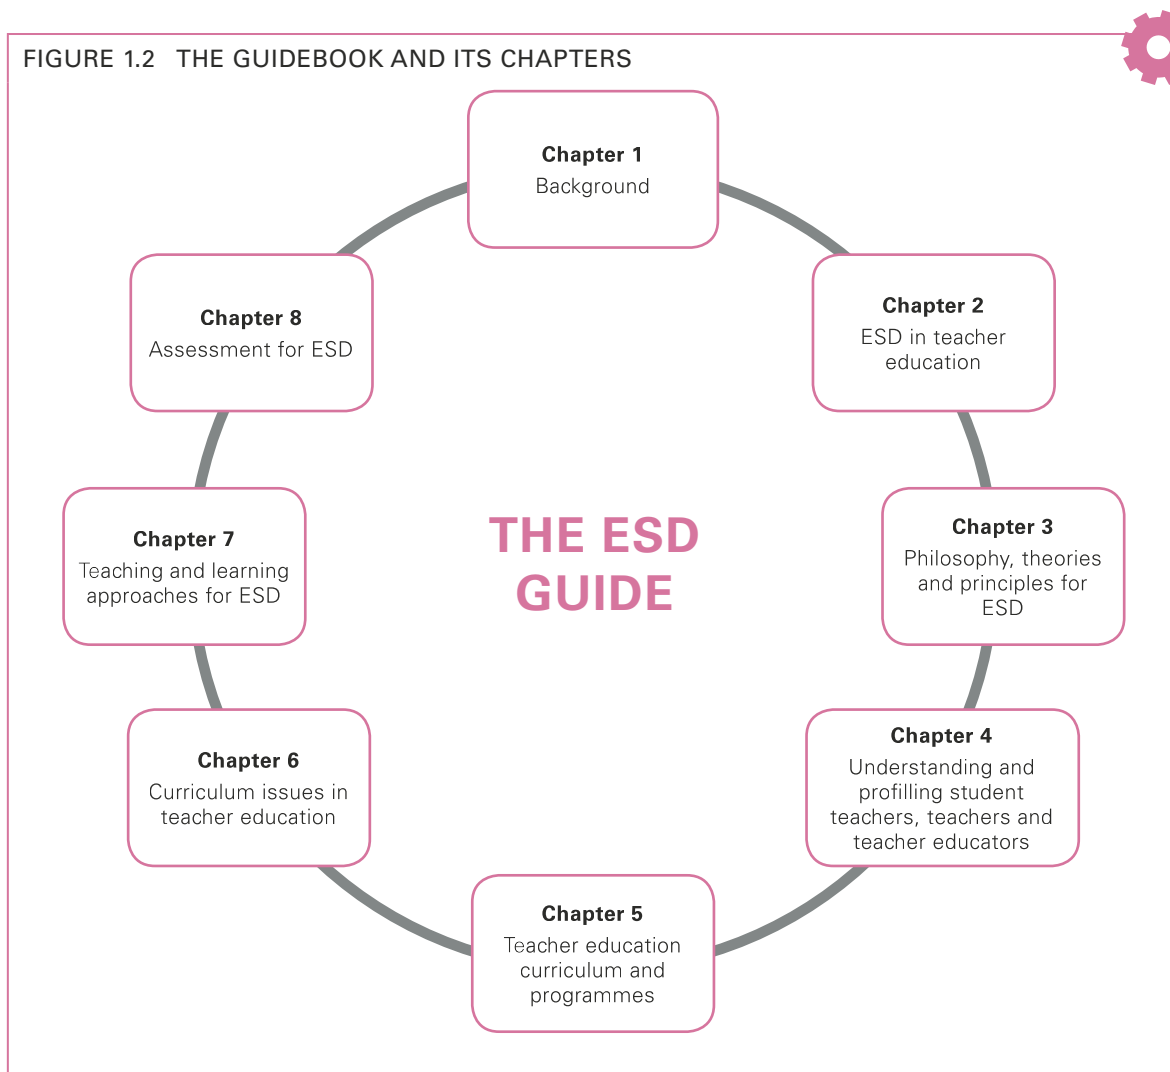 FIGURE 1.2 THE GUIDEBOOK AND ITS CHAPTERS
Chapter 1
Background
Chapter 2
ESD in teacher
education
Chapter 3
Philosophy, theories
and principles for
ESD
Chapter 4
Understanding and
profilling student
teachers, teachers and
teacher educators
Chapter 5
Teacher education
curriculum and
programmes
Chapter 6
Curriculum issues in
teacher education
Chapter 7
Teaching and learning
approaches for ESD
Chapter 8
Assessment for ESD
THE ESD
GUIDE